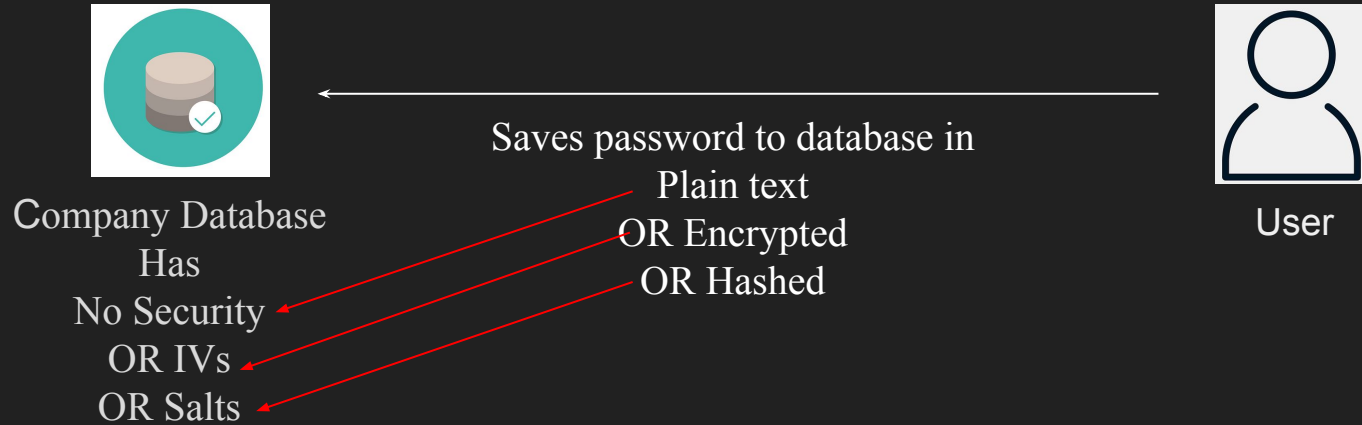 Saves password to database in
Plain text
OR Encrypted
OR Hashed
Company Database
Has
No Security
OR IVs
OR Salts
User